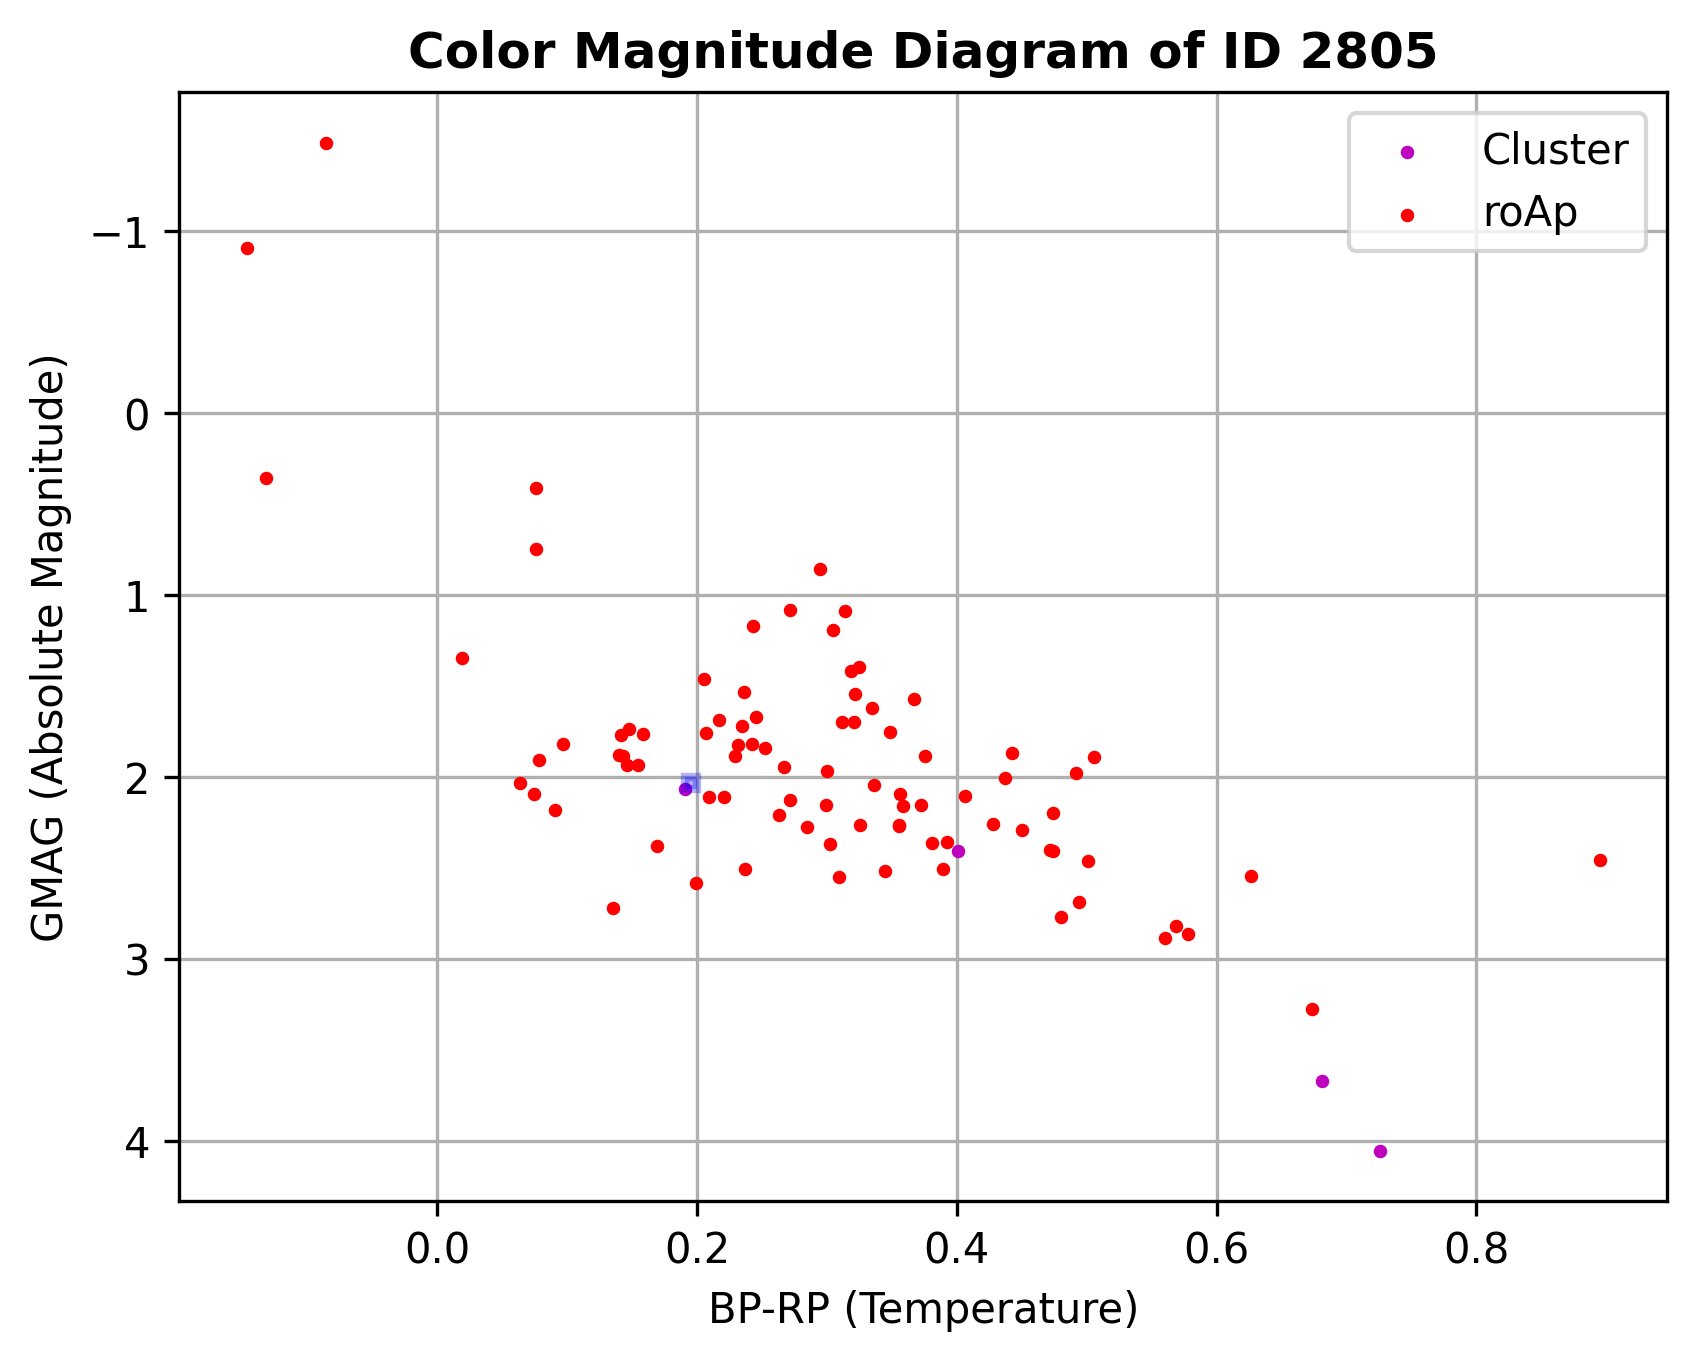 Color Magnitude Diagram of ID 2805
Cluster
roAp
GMAG (Absolute Magnitude)
−1
0
1
2
3
4
0.0 0.2 0.4 0.6 0.8
BP-RP (Temperature)